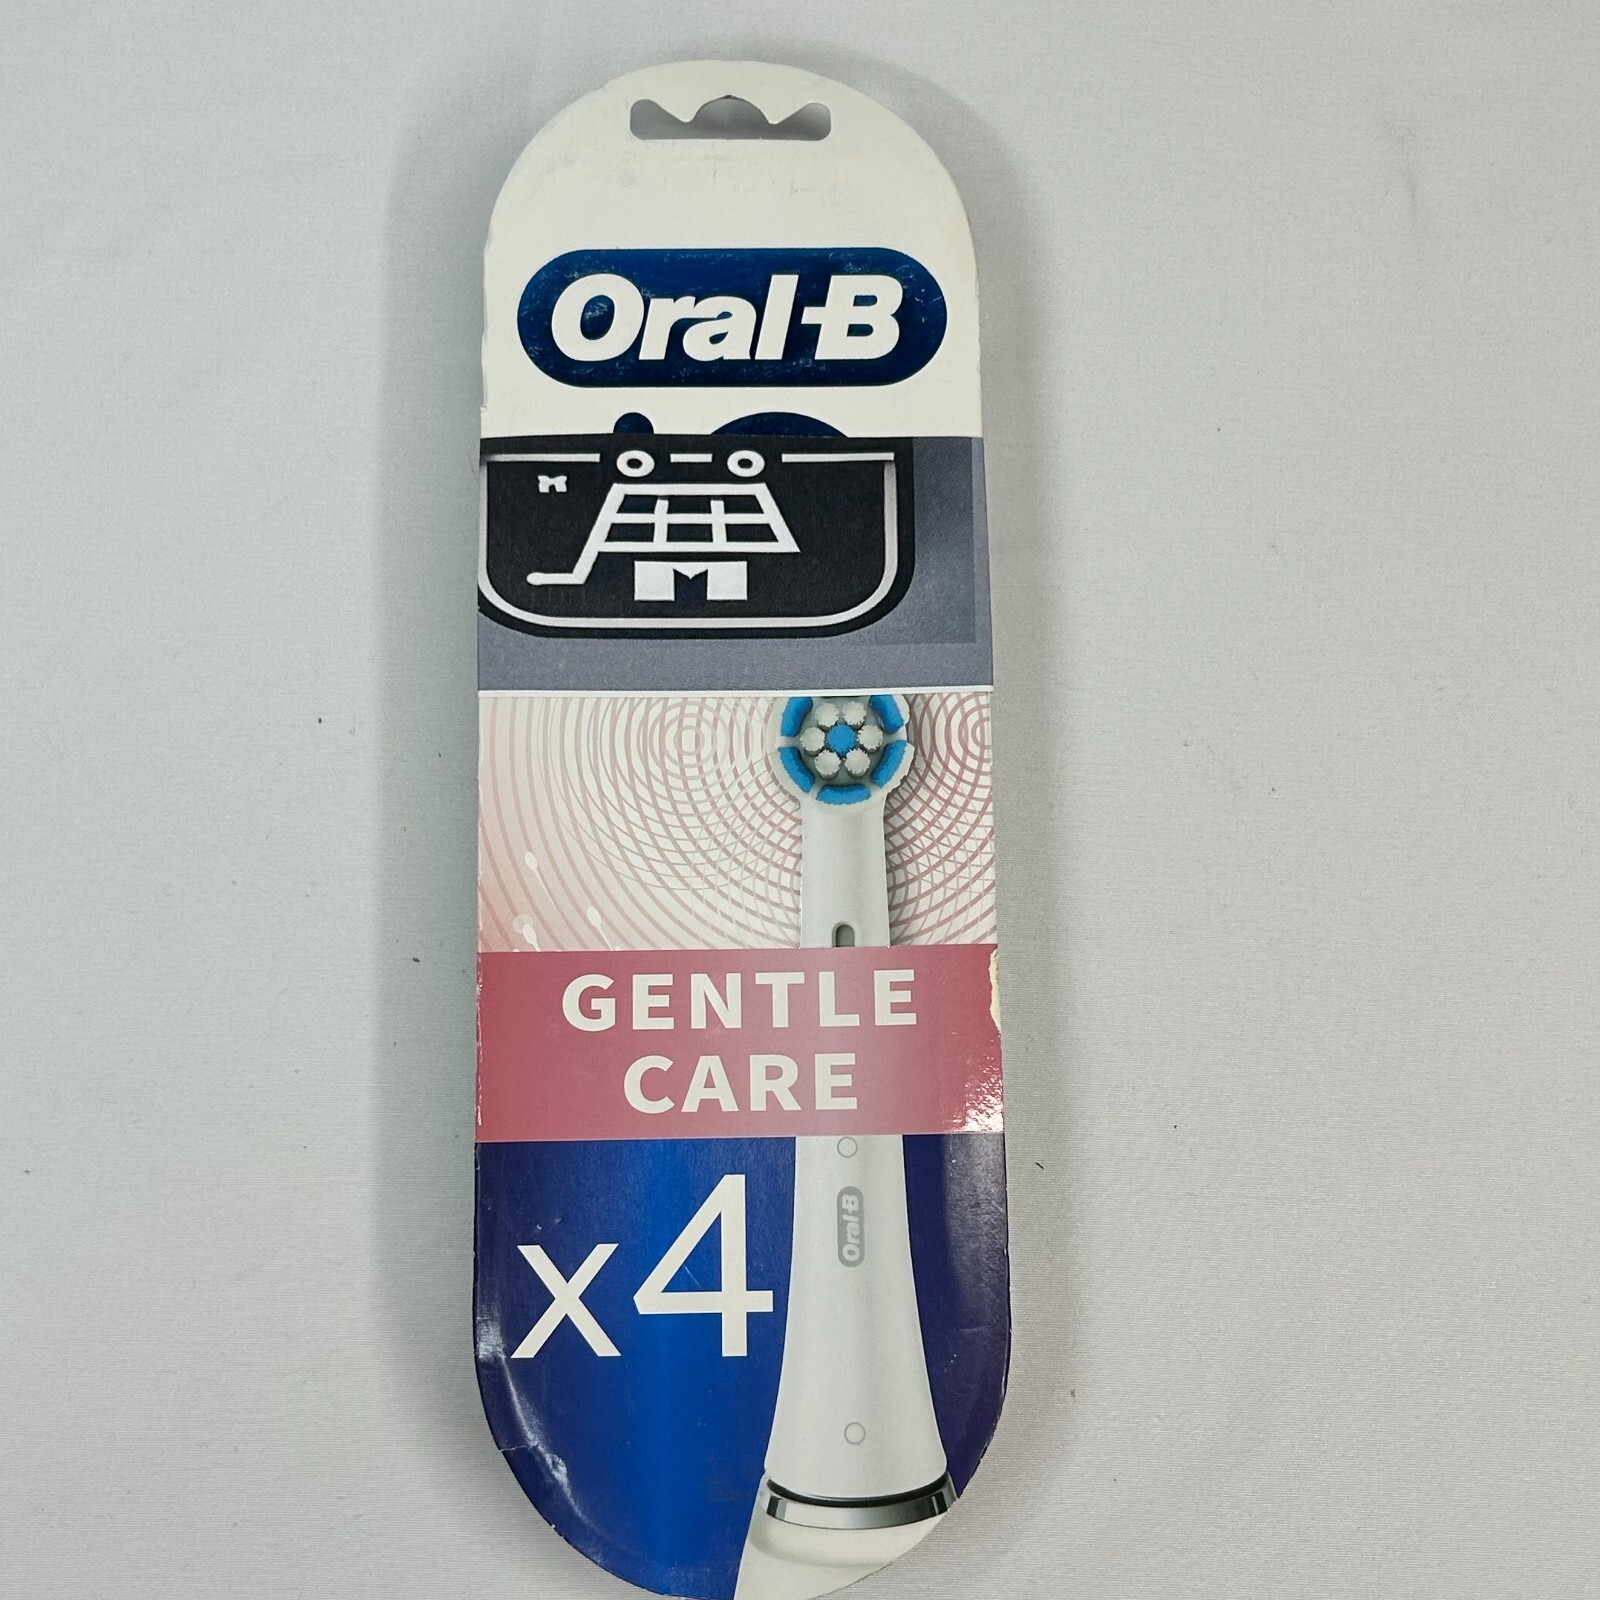 Oral-B
GENTLE
CARE
Oral-B
x4